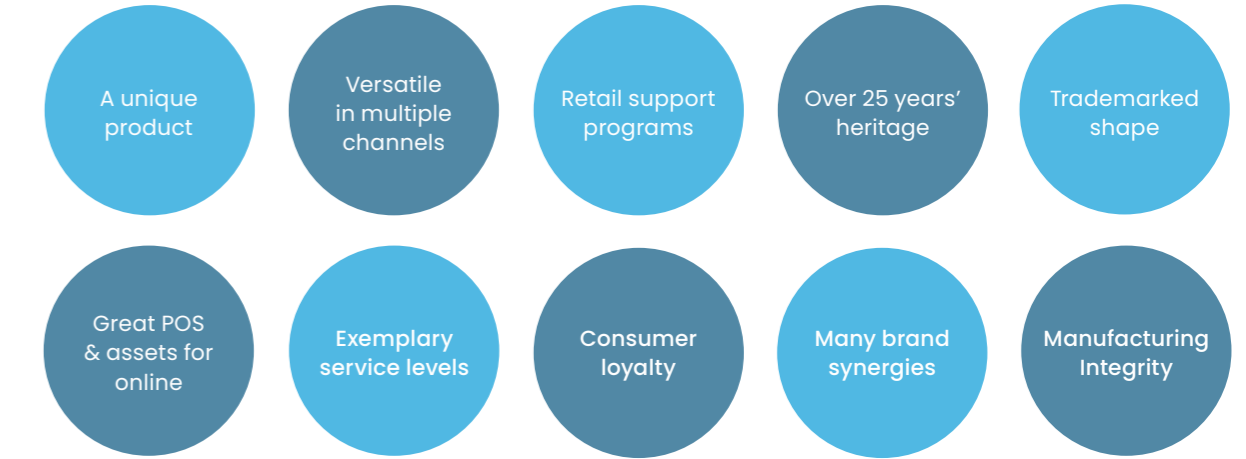 A unique
product
Versatile
in multiple
channels
Retail support
programs
Over 25 years’
heritage
Trademarked
shape
Great POS
& assets for
online
Exemplary
service levels
Consumer
loyalty
Many brand
synergies
Manufacturing
Integrity